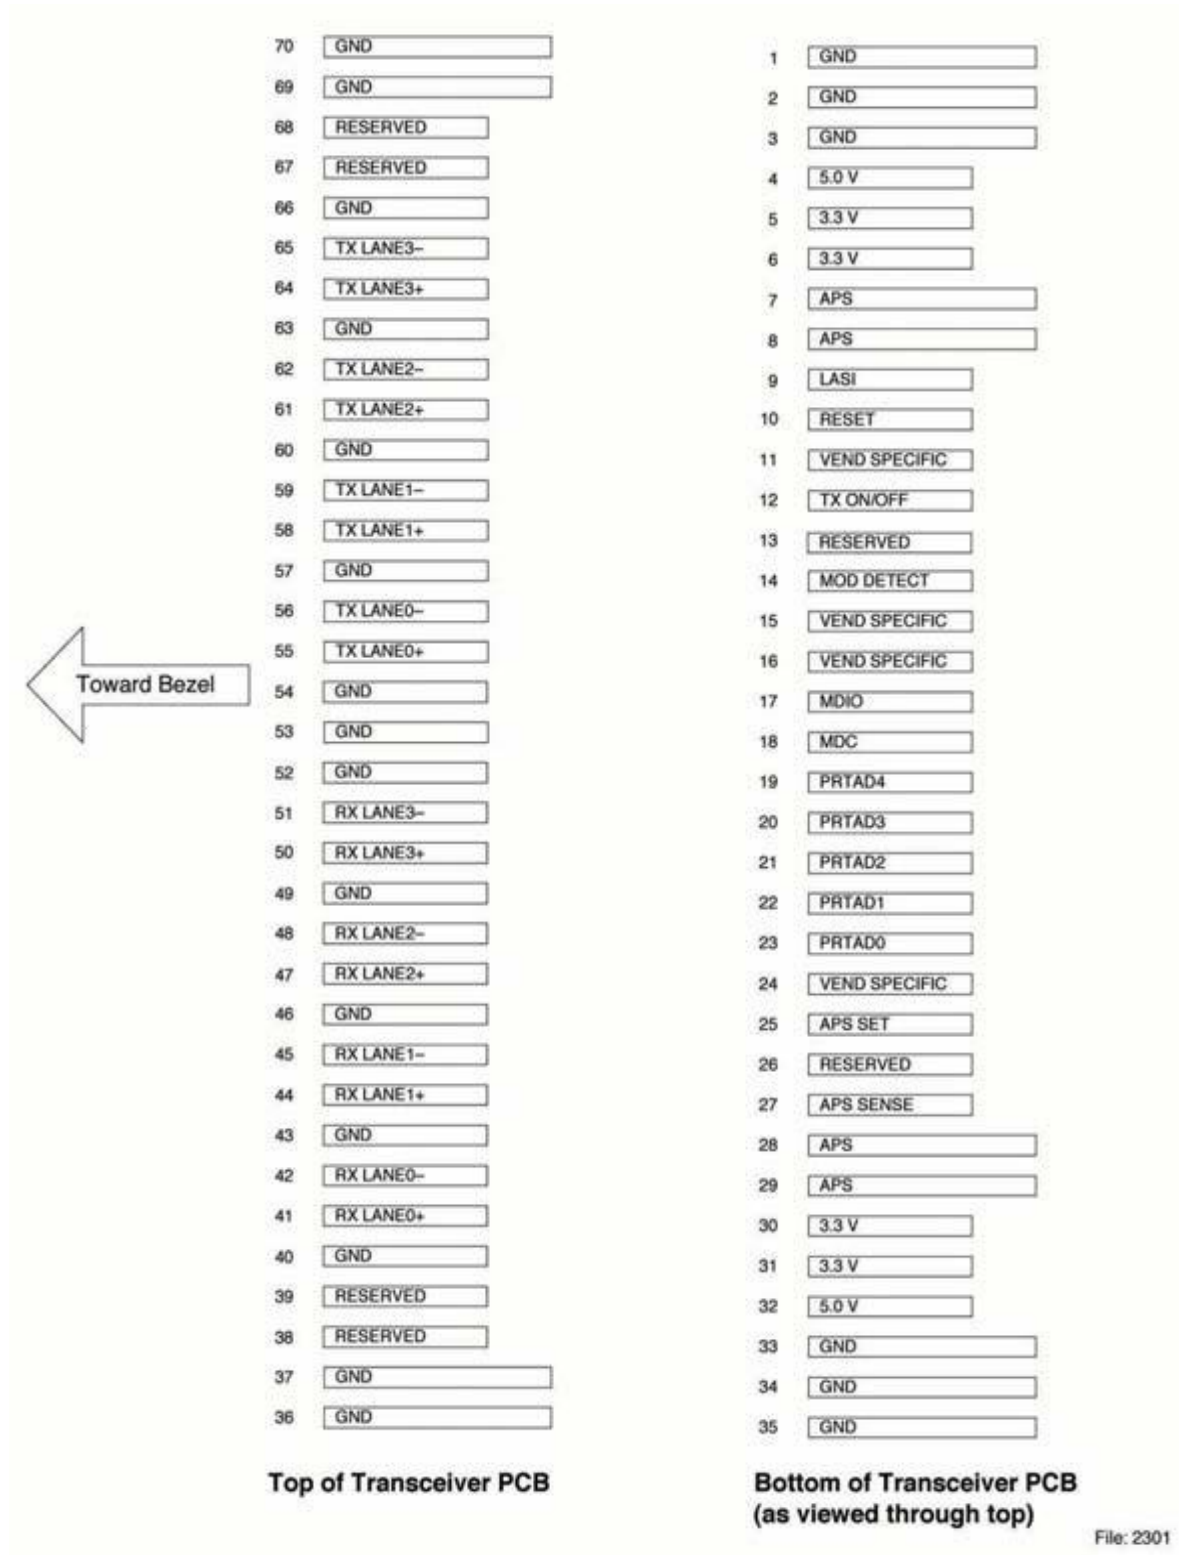 70 GND
69 GND
68 RESERVED
67 RESERVED
66 GND
65 TX LANE3–
64 TX LANE3+
63 GND
62 TX LANE2–
61 TX LANE2+
60 GND
59 TX LANE1–
58 TX LANE1+
57 GND
56 TX LANE0–
55 TX LANE0+
Toward Bezel
54 GND
53 GND
52 GND
51 RX LANE3–
50 RX LANE3+
49 GND
48 RX LANE2–
47 RX LANE2+
46 GND
45 RX LANE1–
44 RX LANE1+
43 GND
42 RX LANE0–
41 RX LANE0+
40 GND
39 RESERVED
38 RESERVED
37 GND
36 GND
Top of Transceiver PCB
1 GND
2 GND
3 GND
4 5.0 V
5 3.3 V
6 3.3 V
7 APS
8 APS
9 LASI
10 RESET
11 VEND SPECIFIC
12 TX ON/OFF
13 RESERVED
14 MOD DETECT
15 VEND SPECIFIC
16 VEND SPECIFIC
17 MDIO
18 MDC
19 PRTAD4
20 PRTAD3
21 PRTAD2
22 PRTAD1
23 PRTAD0
24 VEND SPECIFIC
25 APS SET
26 RESERVED
27 APS SENSE
28 APS
29 APS
30 3.3 V
31 3.3 V
32 5.0 V
33 GND
34 GND
35 GND
Bottom of Transceiver PCB
(as viewed through top)
File: 2301